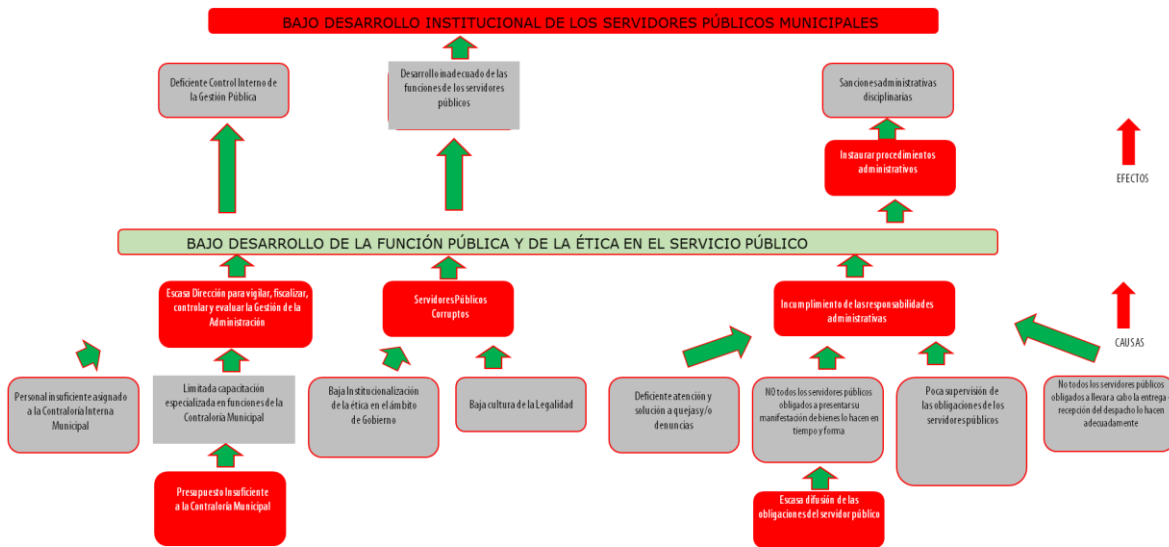 BAJO DESARROLLO INSTITUCIONAL DE LOS SERVIDORES PÚBLICOS MUNICIPALES
Deficiente Control Interno de
la Gestión Pública
Desarrollo inadecuado de las
funciones de los servidores
públicos
Sanciones administrativas
disciplinarias
Instaurar procedimientos
administrativos
EFECTOS
BAJO DESARROLLO DE LA FUNCIÓN PÚBLICA Y DE LA ÉTICA EN EL SERVICIO PÚBLICO
Escasa Dirección para vigilar, fiscalizar,
controlar y evaluar la Gestión de la
Administración
Servidores Públicos
Corruptos
Incumplimiento de las responsabilidades
administrativas
CAUSAS
Personal insuficiente asignado
a la Contraloría Interna
Municipal
Limitada capacitación
especializada en funciones de la
Contraloría Municipal
Baja Institucionalización
de la ética en el ámbito de
Gobierno
Baja cultura de la Legalidad
Deficiente atención y
solución a quejas y/o
denuncias
NO todos los servidores públicos
obligados a presentar su
manifestación de bienes lo hacen en
tiempo y forma
Poca supervisión de
las obligaciones de los
servidores públicos
No todos los servidores públicos
obligados a llevar a cabo la entrega -
recepción del despacho lo hacen
adecuadamente
Presupuesto Insuficiente
a la Contraloría Municipal
Escasa difusión de las
obligaciones del servidor público